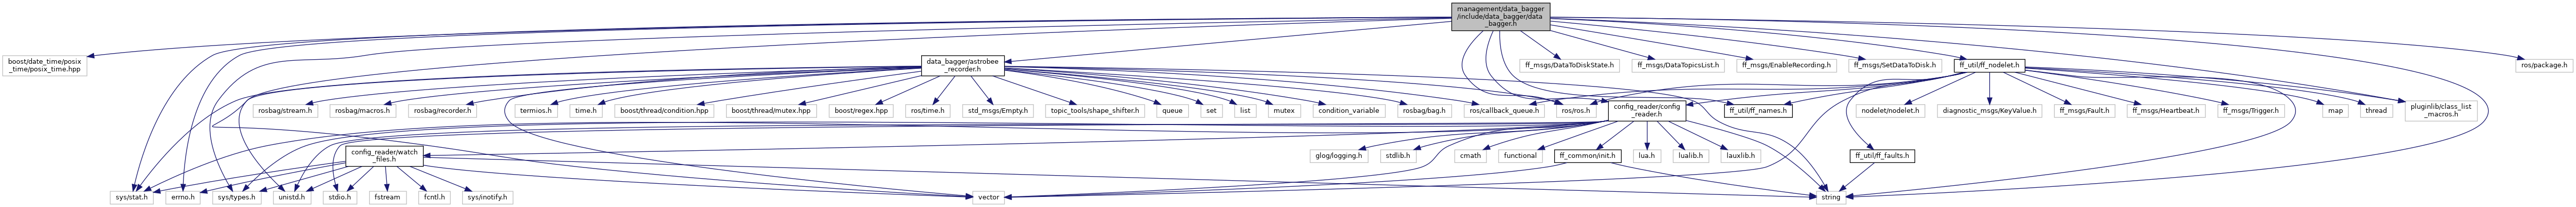 management/data_bagger
/include/data_bagger/data
_bagger.h
boost/date_time/posix
_time/posix_time.hpp
data_bagger/astrobee
_recorder.h
ff_msgs/DataToDiskState.h
ff_msgs/DataTopicsList.h
ff_msgs/EnableRecording.h
ff_msgs/SetDataToDisk.h
ff_util/ff_nodelet.h
ros/package.h
rosbag/stream.h
rosbag/macros.h
rosbag/recorder.h
termios.h
time.h
boost/thread/condition.hpp
boost/thread/mutex.hpp
boost/regex.hpp
ros/time.h
std_msgs/Empty.h
topic_tools/shape_shifter.h
queue
set
list
mutex
condition_variable
rosbag/bag.h
ros/callback_queue.h
ros/ros.h
config_reader/config
_reader.h
ff_util/ff_names.h
nodelet/nodelet.h
diagnostic_msgs/KeyValue.h
ff_msgs/Fault.h
ff_msgs/Heartbeat.h
ff_msgs/Trigger.h
map
thread
pluginlib/class_list
_macros.h
config_reader/watch
_files.h
glog/logging.h
stdlib.h
cmath
functional
ff_common/init.h
lua.h
lualib.h
lauxlib.h
ff_util/ff_faults.h
sys/stat.h
errno.h
sys/types.h
unistd.h
stdio.h
fstream
fcntl.h
sys/inotify.h
vector
string